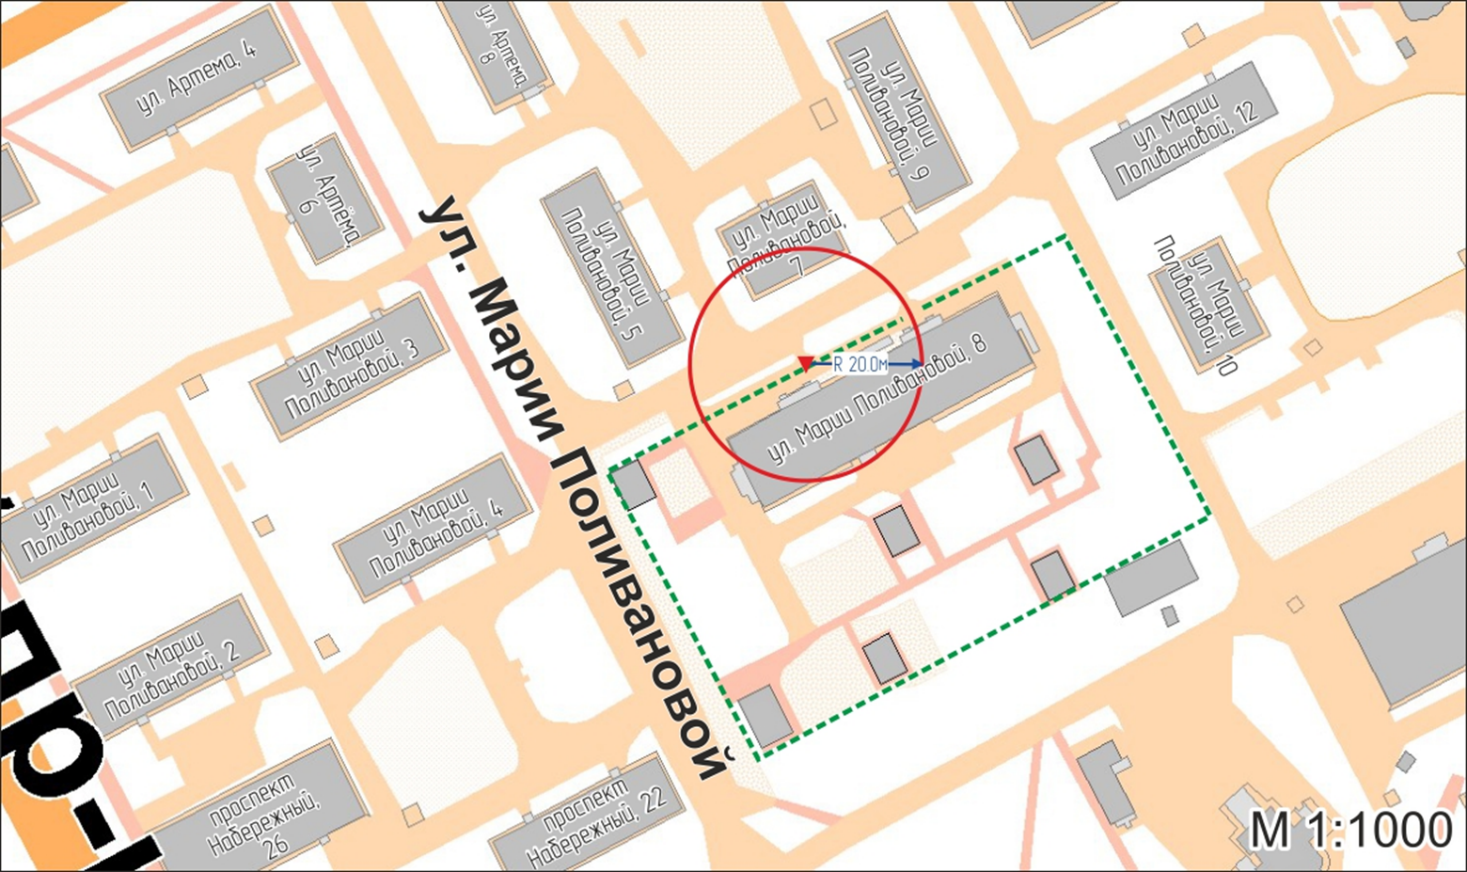 ул. Артема, 4
ул. Артема,
8
ул. Марии
Поливановой, 9
ул. Марии
Поливановой, 12
ул. Артёма,
6
ул. Марии
Поливановой, 5
ул. Марии
Поливановой,
7
ул. Марии
Поливановой,
10
ул. Марии
Поливановой, 3
R 20.0м
ул. Марии Поливановой, 8
ул. Марии Поливановой
ул. Марии
Поливановой, 1
ул. Марии
Поливановой, 4
ул. Марии
Поливановой, 2
Пр-
проспект
Набережный,
26
проспект
Набережный, 22
М 1:1000